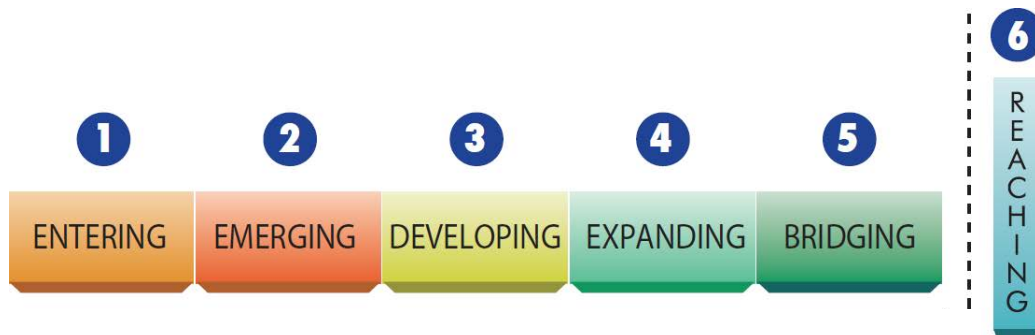 1 2 3 4 5
ENTERING EMERGING DEVELOPING EXPANDING BRIDGING
6
REACHING